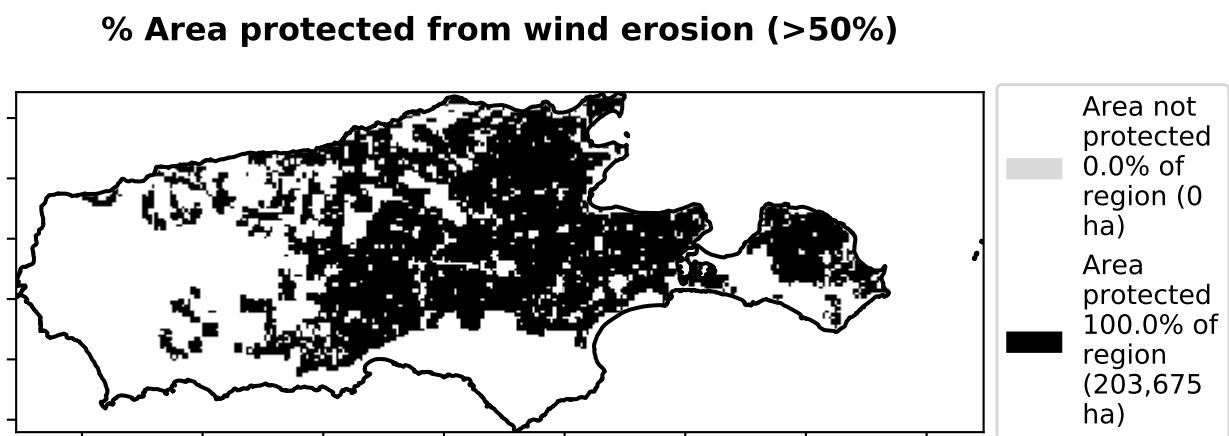 % Area protected from wind erosion (>50%)
Area not
protected
0.0% of
region (0
ha)
Area
protected
100.0% of
region
(203,675
ha)